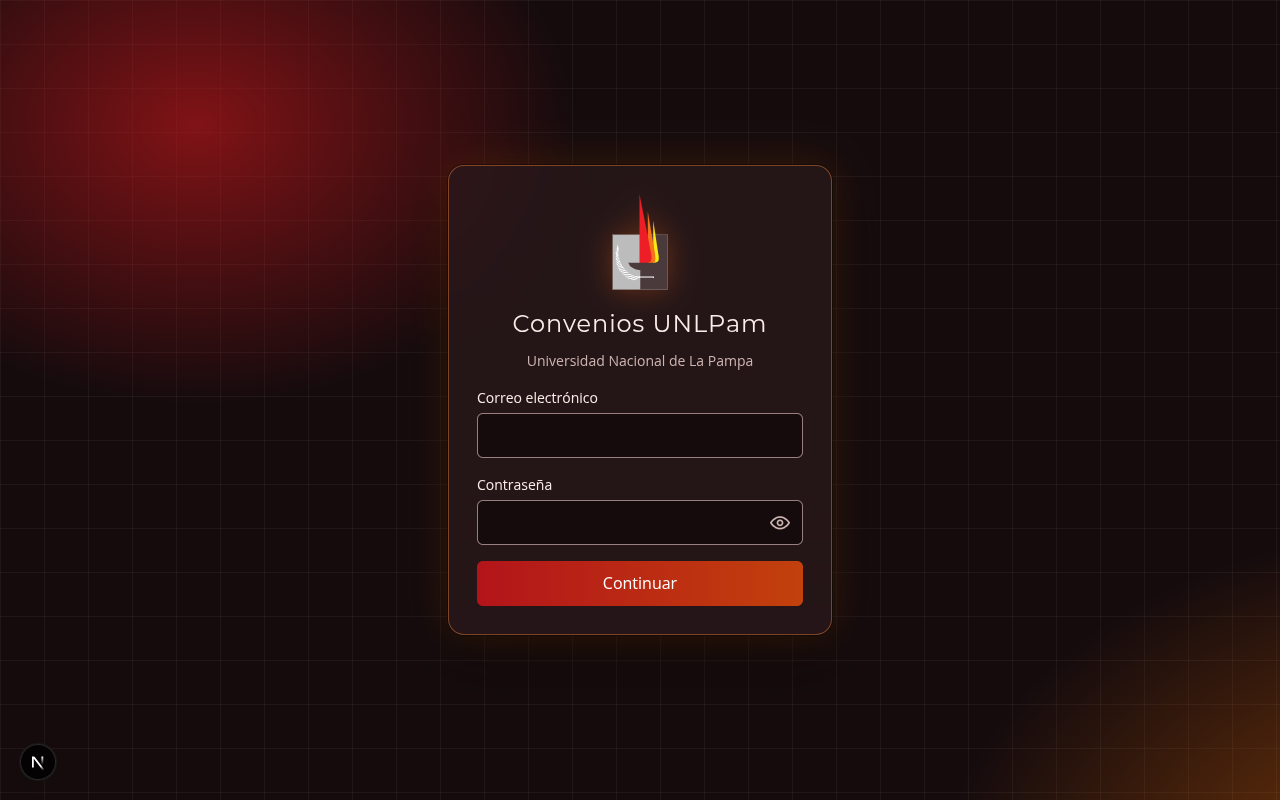 Convenios UNLPam
Universidad Nacional de La Pampa
Correo electrónico
Contraseña
Continuar
N